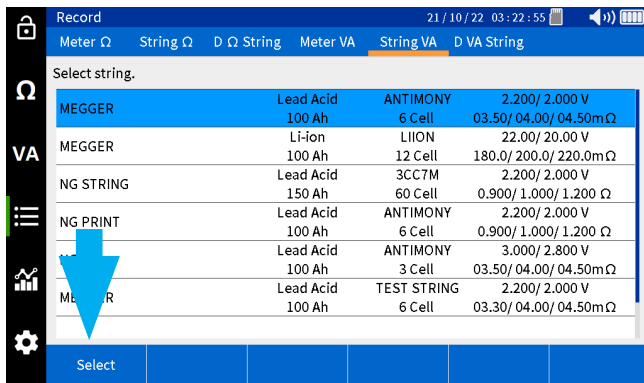 Record 21/10/22 03:22:55
Meter Ω String Ω D Ω String Meter VA String VA D VA String
Select string.
Ω
VA
MEGGER Lead Acid ANTIMONY 2.200/ 2.000 V
100 Ah 6 Cell 03.50/ 04.00/ 04.50mΩ
MEGGER Li-ion LIION 22.00/ 20.00 V
100 Ah 12 Cell 180.0/ 200.0/ 220.0mΩ
NG STRING Lead Acid 3CC7M 2.200/ 2.000 V
150 Ah 60 Cell 0.900/ 1.000/ 1.200 Ω
NG PRINT Lead Acid ANTIMONY 2.200/ 2.000 V
100 Ah 6 Cell 0.900/ 1.000/ 1.200 Ω
Lead Acid ANTIMONY 3.000/ 2.800 V
100 Ah 3 Cell 03.50/ 04.00/ 04.50mΩ
Lead Acid TEST STRING 2.200/ 2.000 V
100 Ah 6 Cell 03.30/ 04.00/ 04.50mΩ
Select